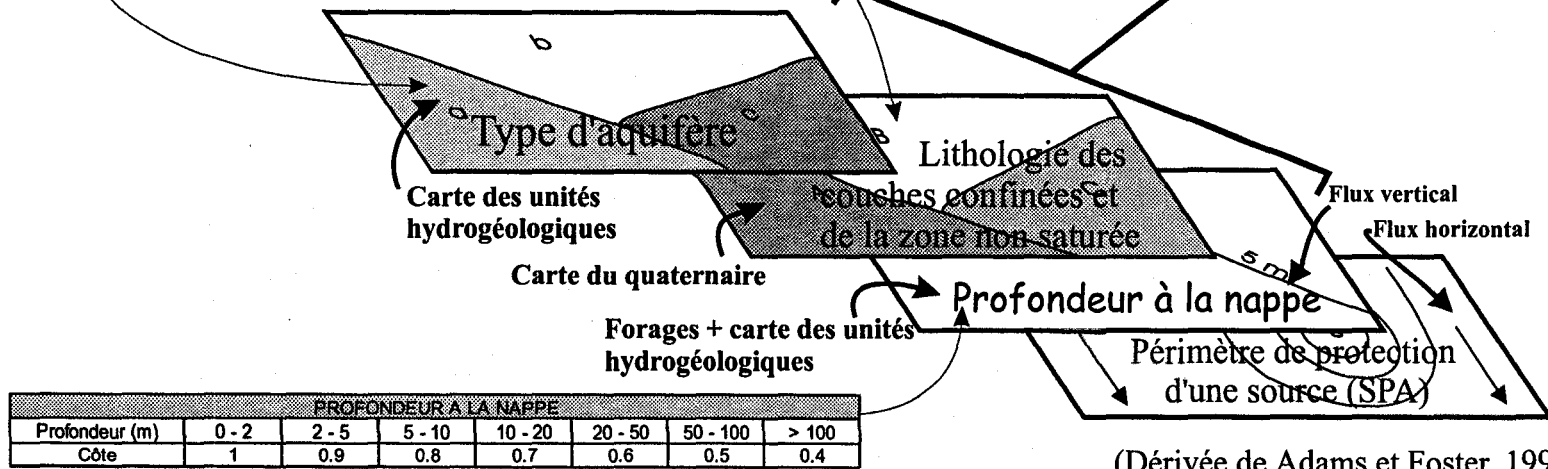 b
a
c
Type d'aquifère
Carte des unités
hydrogéologiques
a
Lithologie des
couches confinées et
de la zone non saturée
c
Carte du quaternaire
5 m
Flux vertical
Flux horizontal
Profondeur à la nappe
Forages + carte des unités
hydrogéologiques
Périmètre de protection
d'une source (SPA)
PROFONDEUR A LA NAPPE
Profondeur (m) 0 - 2 2 - 5 5 - 10 10 - 20 20 - 50 50 - 100 > 100
Côte 1 0.9 0.8 0.7 0.6 0.5 0.4
(Dérivée de Adams et Foster, 199